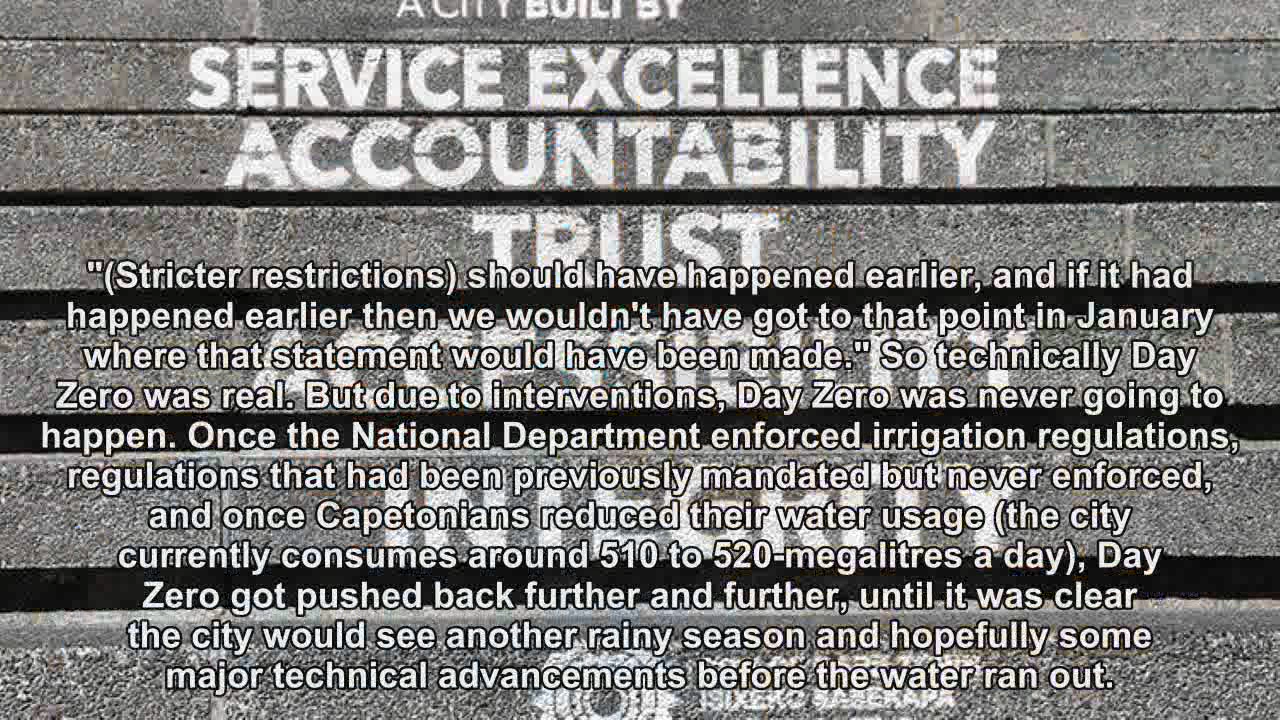 A CITY BUILT BY
SERVICE EXCELLENCE
ACCOUNTABILITY
TRUST
"(Stricter restrictions) should have happened earlier, and if it had
happened earlier then we wouldn't have got to that point in January
where that statement would have been made." So technically Day
Zero was real. But due to interventions, Day Zero was never going to
happen. Once the National Department enforced irrigation regulations,
regulations that had been previously mandated but never enforced,
and once Capetonians reduced their water usage (the city
currently consumes around 510 to 520-megalitres a day), Day
Zero got pushed back further and further, until it was clear
the city would see another rainy season and hopefully some
major technical advancements before the water ran out.